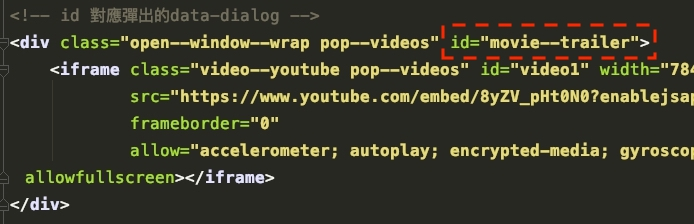 <!-- id 對應彈出的data-dialog -->
<div class="open--window--wrap pop--videos" id="movie--trailer">
<iframe class="video--youtube pop--videos" id="video1" width="784
src="https://www.youtube.com/embed/8yZV_pHt0N0?enablejsap
frameborder="0"
allow="accelerometer; autoplay; encrypted-media; gyroscop
allowfullscreen></iframe>
</div>